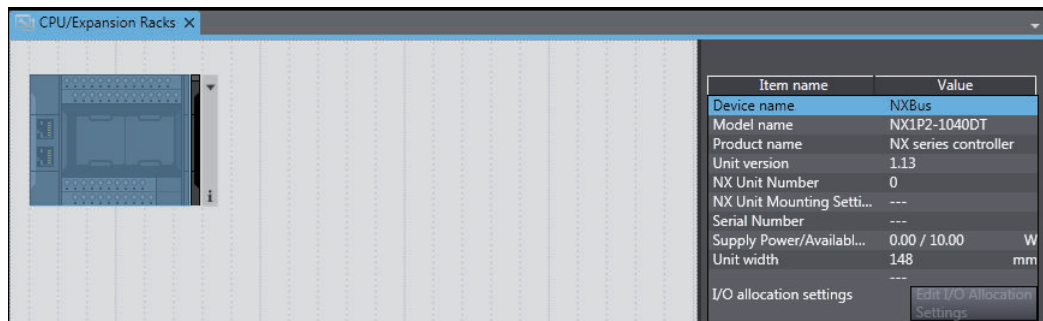 CPU/Expansion Racks X
Item name Value
Device name NXBus
Model name NX1P2-1040DT
Product name NX series controller
Unit version 1.13
NX Unit Number 0
NX Unit Mounting Setti... ---
Serial Number ---
Supply Power/Availabl... 0.00 / 10.00 W
Unit width 148 mm
---
I/O allocation settings Edit I/O Allocation
Settings
i